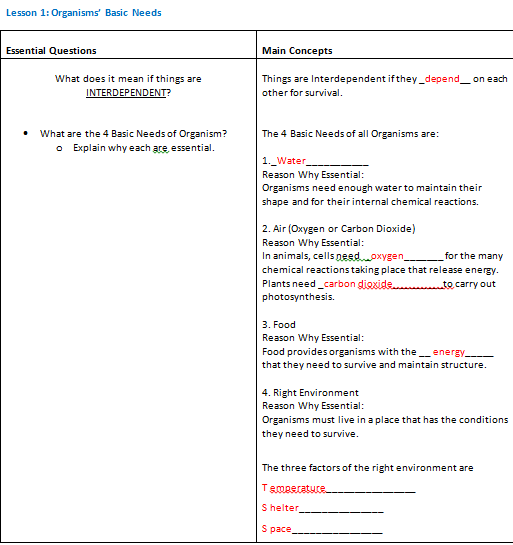 Lesson 1: Organisms' Basic Needs
Essential Questions
Main Concepts
What does it mean if things are
INTERDEPENDENT?
Things are Interdependent if they _depend__ on each
other for survival.
• What are the 4 Basic Needs of Organism?
o Explain why each are essential.
The 4 Basic Needs of all Organisms are:
1._Water___________
Reason Why Essential:
Organisms need enough water to maintain their
shape and for their internal chemical reactions.
2. Air (Oxygen or Carbon Dioxide)
Reason Why Essential:
In animals, cells need __oxygen_______ for the many
chemical reactions taking place that release energy.
Plants need _carbon dioxide___________to carry out
photosynthesis.
3. Food
Reason Why Essential:
Food provides organisms with the __ energy_____
that they need to survive and maintain structure.
4. Right Environment
Reason Why Essential:
Organisms must live in a place that has the conditions
they need to survive.
The three factors of the right environment are
T emperature________________
S helter_______________
S pace_______________